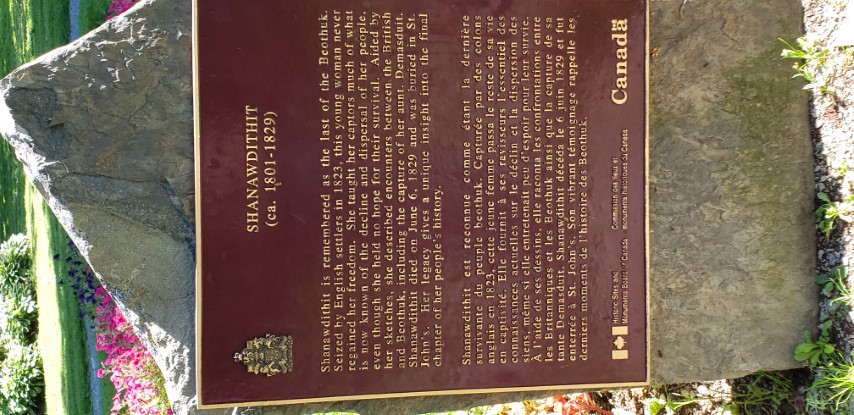 SHANAWDITHIT
(ca. 1801-1829)
Shanawdithit is remembered as the last of the Beothuk.
Seized by English settlers in 1823, this young woman never
regained her freedom. She taught her captors much of what
is now known of the decline and dispersal of her people,
even though she held no hope for their survival. Aided by
her sketches, she described encounters between the British
and Beothuk, including the capture of her aunt, Demasduit.
Shanawdithit died on June 6, 1829 and was buried in St.
John's. Her legacy gives a unique insight into the final
chapter of her people's history.
Shanawdithit est reconnue comme étant la dernière
survivante du peuple beothuk. Capturée par des colons
anglais en 1823, cette jeune femme passa le reste de sa vie
en captivité. Elle fournit à ses ravisseurs l'essentiel des
connaissances actuelles sur le déclin et la dispersion des
siens, même si elle entretenait peu d'espoir pour leur survie.
À l'aide de ses dessins, elle raconta les confrontations entre
les Britanniques et les Beothuk ainsi que la capture de sa
tante Demasduit. Shanawdithit décéda le 6 juin 1829 et fut
enterrée à St. John's. Son vibrant témoignage rappelle les
derniers moments de l'histoire des Beothuk.
Historic Sites and
Monuments Board of Canada
Commission des lieux et
monuments historiques du Canada
Canada